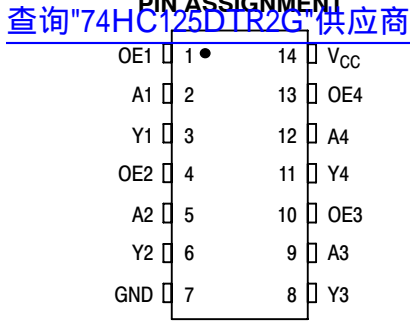 PIN ASSIGNMENT
查询"74HC125DTR2G"供应商
OE1 1 14 VCC
A1 2 13 OE4
Y1 3 12 A4
OE2 4 11 Y4
A2 5 10 OE3
Y2 6 9 A3
GND 7 8 Y3